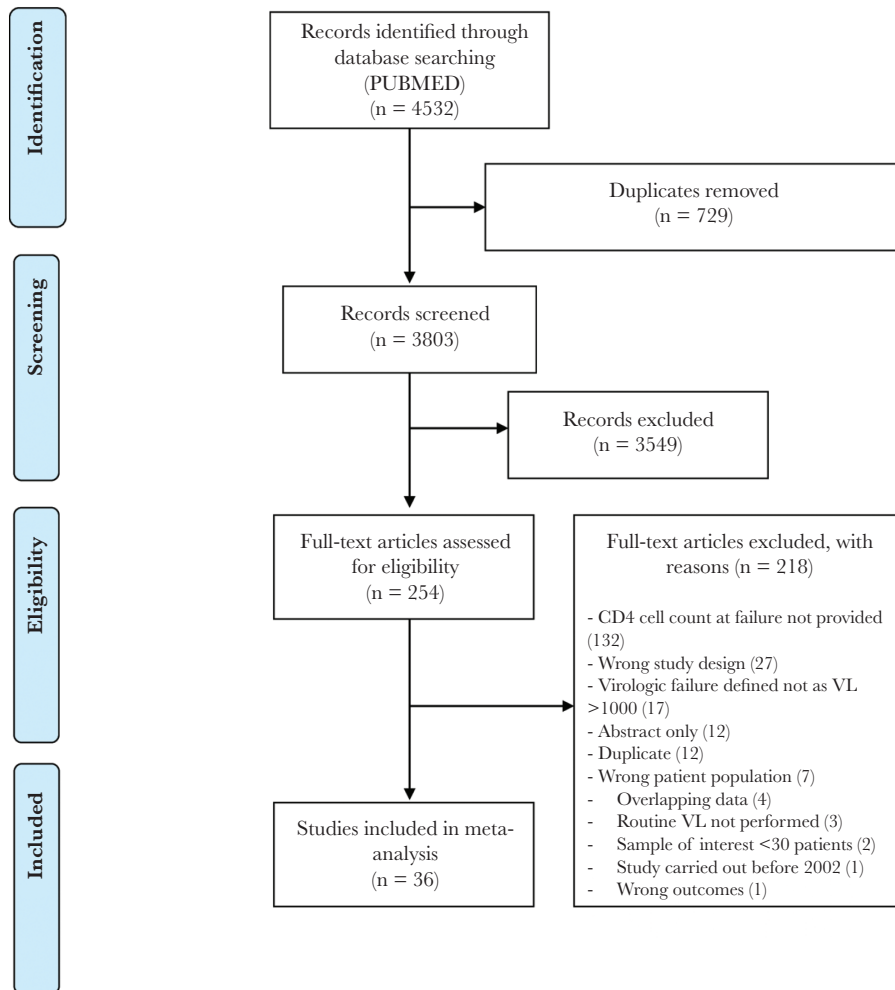 Identification
Records identified through
database searching
(PUBMED)
(n = 4532)
Duplicates removed
(n = 729)
Screening
Records screened
(n = 3803)
Records excluded
(n = 3549)
Eligibility
Full-text articles assessed
for eligibility
(n = 254)
Full-text articles excluded, with
reasons (n = 218)
- CD4 cell count at failure not provided
(132)
- Wrong study design (27)
- Virologic failure defined not as VL
>1000 (17)
- Abstract only (12)
- Duplicate (12)
- Wrong patient population (7)
- Overlapping data (4)
- Routine VL not performed (3)
- Sample of interest <30 patients (2)
- Study carried out before 2002 (1)
- Wrong outcomes (1)
Included
Studies included in meta-
analysis
(n = 36)